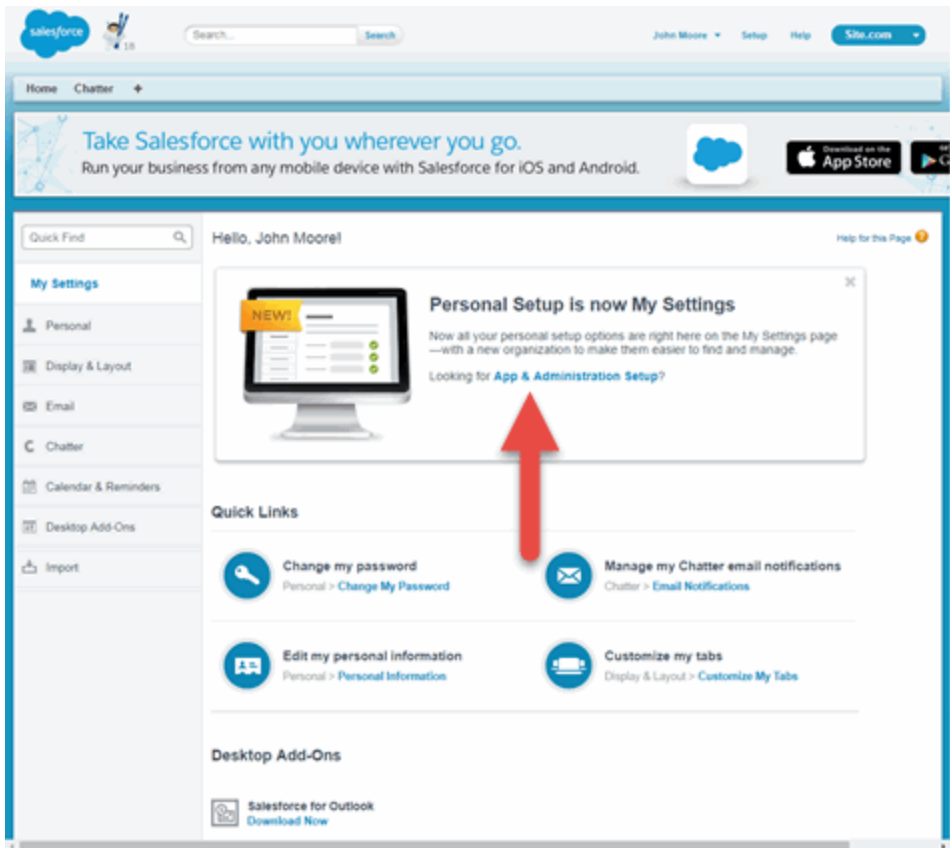 salesforce
18
Search...
Search
John Moore
Setup
Help
Site.com
Home Chatter +
Take Salesforce with you wherever you go.
Run your business from any mobile device with Salesforce for iOS and Android.
Download on the
App Store
GE
G
Quick Find
Hello, John Moore!
Help for this Page
My Settings
Personal
Display & Layout
Email
Chatter
Calendar & Reminders
Desktop Add-Ons
Import
NEW!
Personal Setup is now My Settings
Now all your personal setup options are right here on the My Settings page
—with a new organization to make them easier to find and manage.
Looking for App & Administration Setup?
Quick Links
Change my password
Personal > Change My Password
Manage my Chatter email notifications
Chatter > Email Notifications
Edit my personal information
Personal > Personal Information
Customize my tabs
Display & Layout > Customize My Tabs
Desktop Add-Ons
Salesforce for Outlook
Download Now